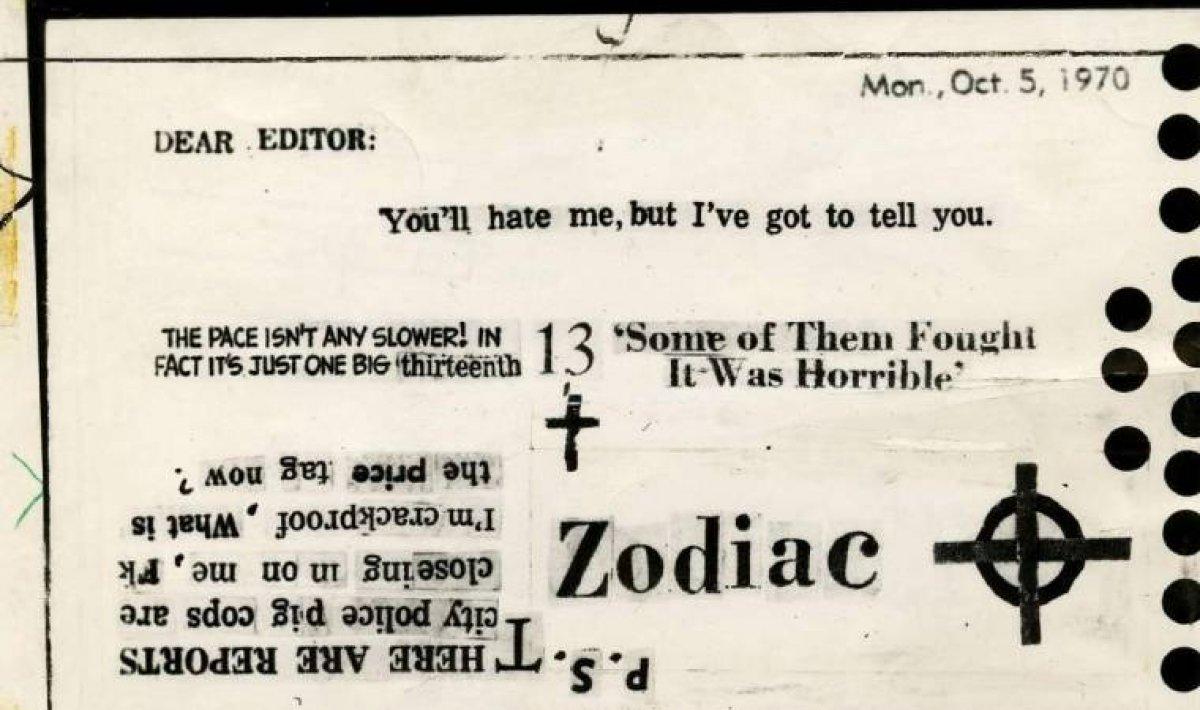 Mon., Oct. 5, 1970
DEAR EDITOR:
You'll hate me, but I've got to tell you.
THE PACE ISN'T ANY SLOWER! IN
FACT IT'S JUST ONE BIG thirteenth
13
'Some of Them Fought
It Was Horrible'
Zodiac
P.S. THERE ARE REPORTS
city police pig cops are
closeing in on me, Fk
I'm crackproof, What is
the price tag now?